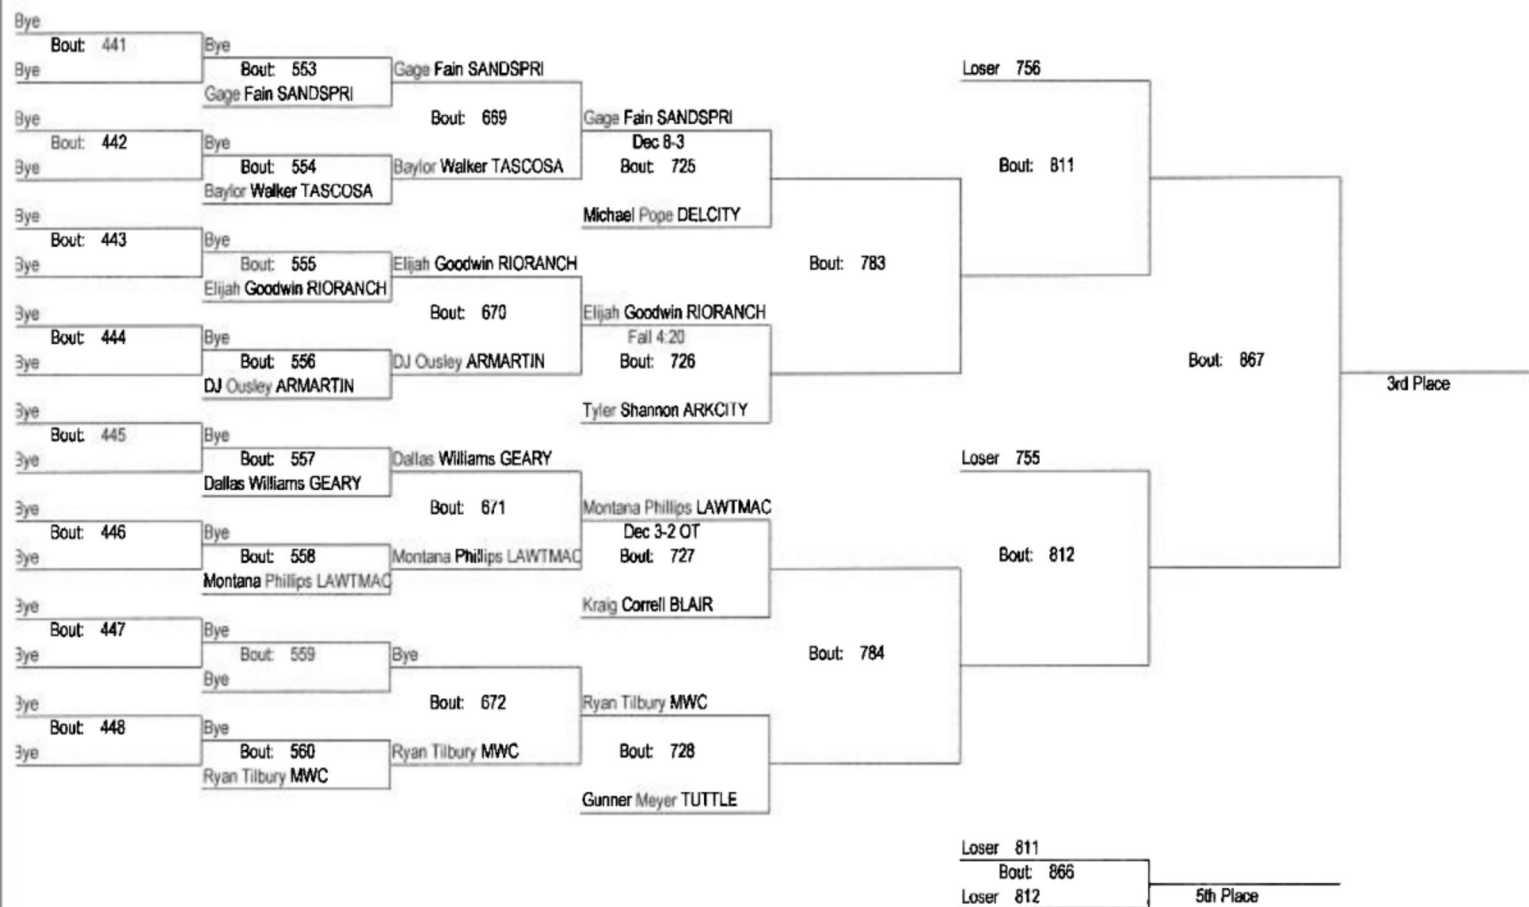 Bye
Bout: 441
Bye
Bye
Bout: 442
Bye
Bye
Bout: 443
Bye
Bye
Bout: 444
Bye
Bye
Bout: 445
Bye
Bye
Bout: 446
Bye
Bye
Bout: 447
Bye
Bye
Bout: 448
Bye
Bye
Bout: 553
Gage Fain SANDSPRI
Bye
Bout: 554
Baylor Walker TASCOSA
Bye
Bout: 555
Elijah Goodwin RIORANCH
Bye
Bout: 556
DJ Ousley ARMARTIN
Bye
Bout: 557
Dallas Williams GEARY
Bye
Bout: 558
Montana Phillips LAWTMAC
Bye
Bout: 559
Bye
Bye
Bout: 560
Ryan Tilbury MWC
Gage Fain SANDSPRI
Bout: 669
Baylor Walker TASCOSA
Elijah Goodwin RIORANCH
Bout: 670
DJ Ousley ARMARTIN
Dallas Williams GEARY
Bout: 671
Montana Phillips LAWTMAC
Bye
Bout: 672
Ryan Tilbury MWC
Gage Fain SANDSPRI
Dec 8-3
Bout: 725
Michael Pope DELCITY
Elijah Goodwin RIORANCH
Fall 4:20
Bout: 726
Tyler Shannon ARKCITY
Montana Phillips LAWTMAC
Dec 3-2 OT
Bout: 727
Kraig Correll BLAIR
Ryan Tilbury MWC
Bout: 728
Gunner Meyer TUTTLE
Bout: 783
Bout: 784
Loser 756
Bout: 811
Loser 755
Bout: 812
Bout: 867
3rd Place
Loser 811
Bout: 866
Loser 812
5th Place